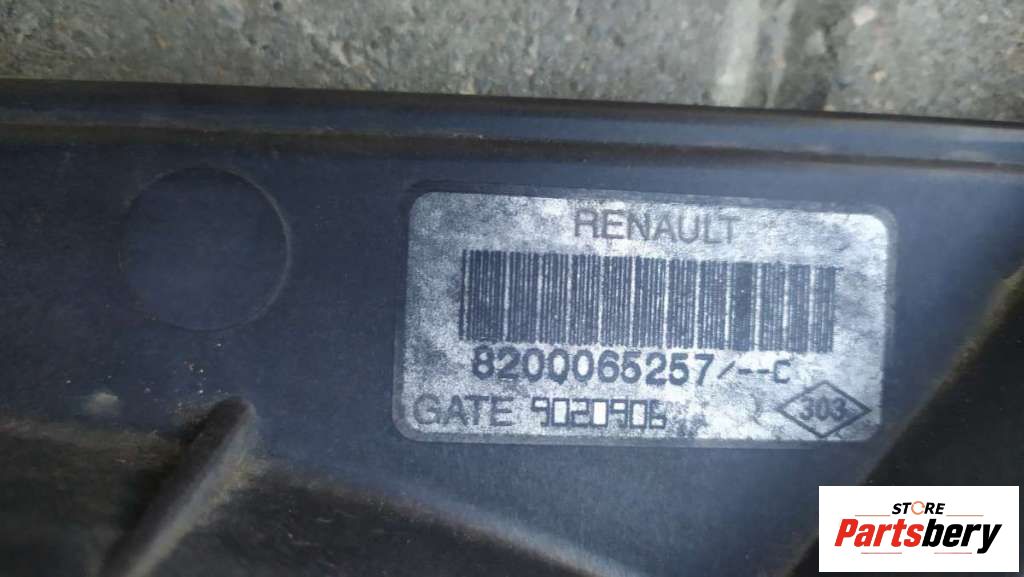 RENAULT
8200065257/--C
GATE 9020906
303
STORE
Partsbery